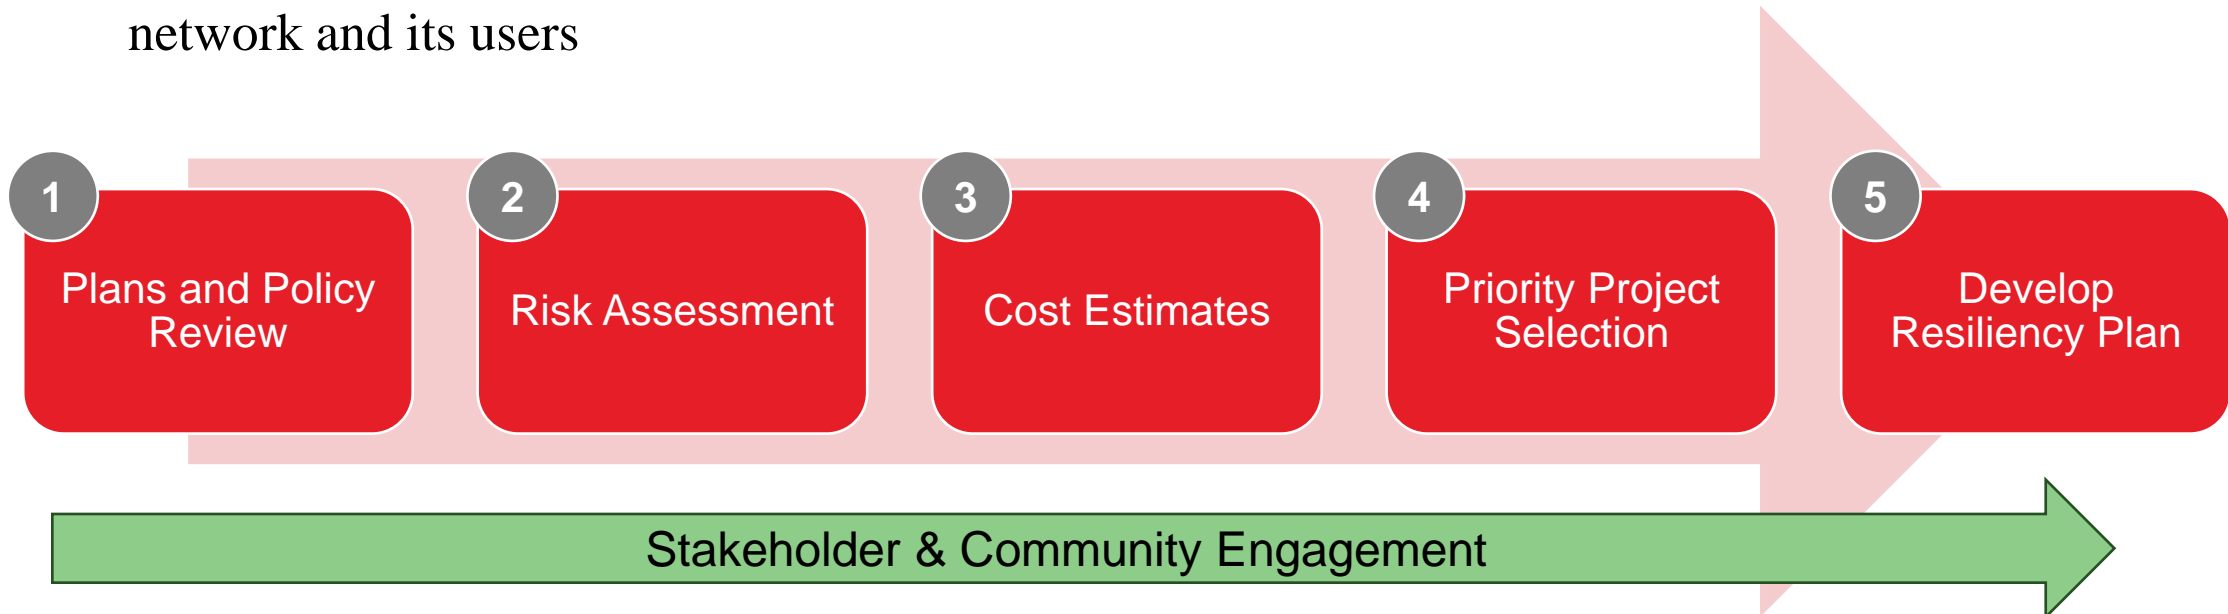 network and its users
1
Plans and Policy
Review
2
Risk Assessment
3
Cost Estimates
4
Priority Project
Selection
5
Develop
Resiliency Plan
Stakeholder & Community Engagement